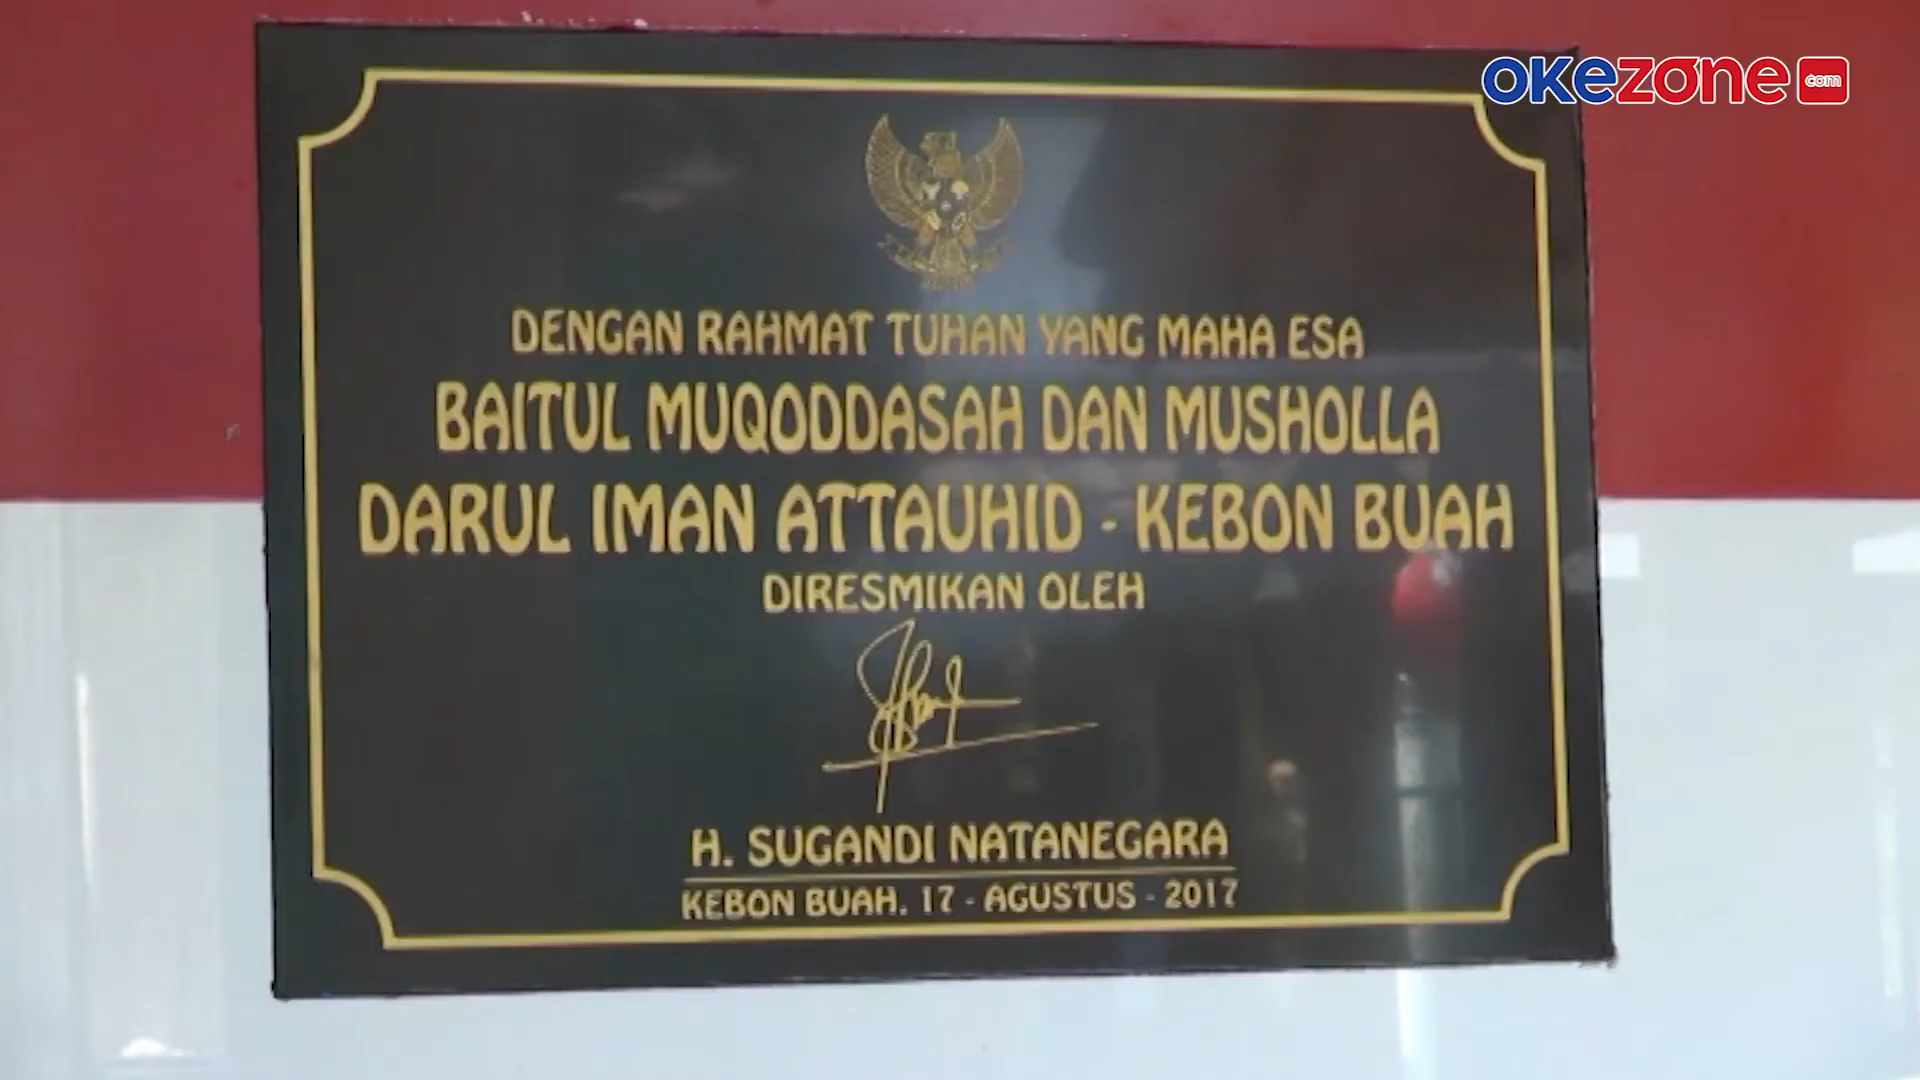 okezone.com
DENGAN RAHMAT TUHAN YANG MAHA ESA
BAITUL MUQODDASAH DAN MUSHOLLA
DARUL IMAN ATTAUHID - KEBON BUAH
DIRESMIKAN OLEH
H. SUGANDI NATANEGARA
KEBON BUAH. 17 - AGUSTUS - 2017